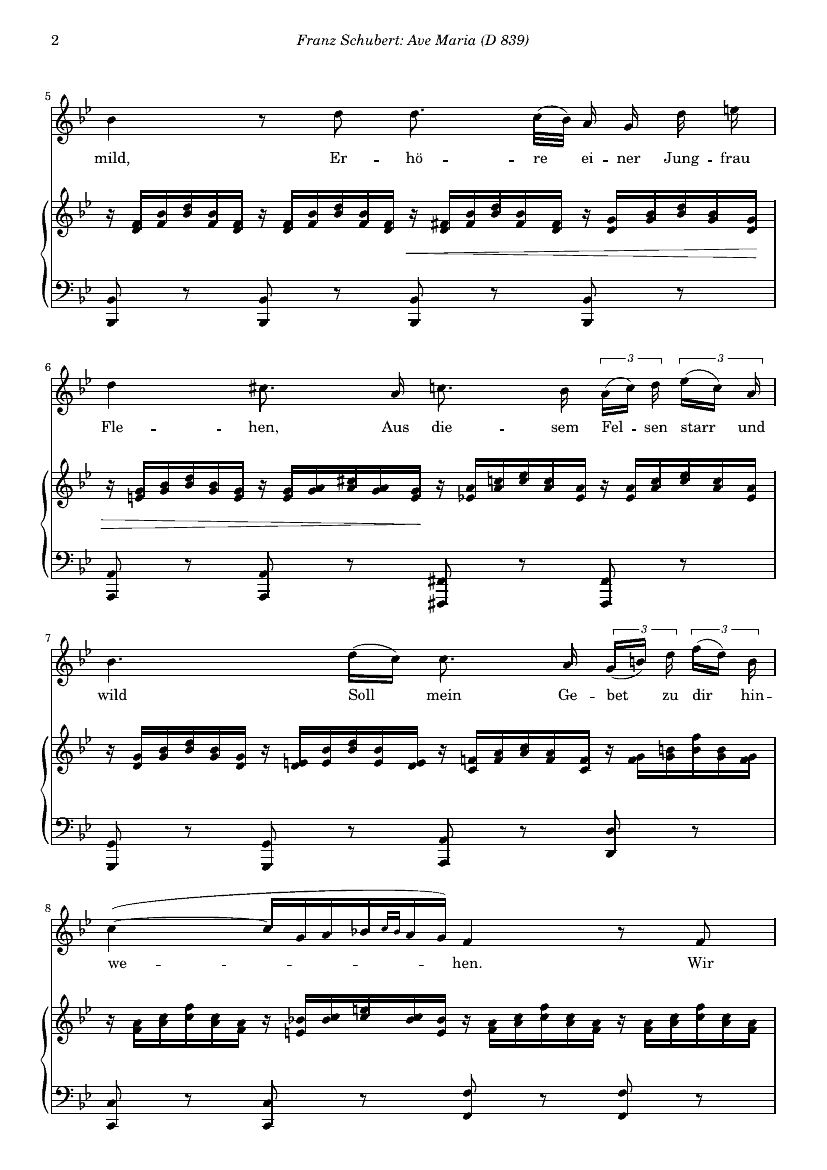 2 Franz Schubert: Ave Maria (D 839)
5
mild, Er - hö - re ei - ner Jung - frau
6
3 3
Fle - - hen, Aus die - sem Fel - sen starr und
7
3 3
wild Soll mein Ge - bet zu dir hin -
8
we - - - - - hen. Wir